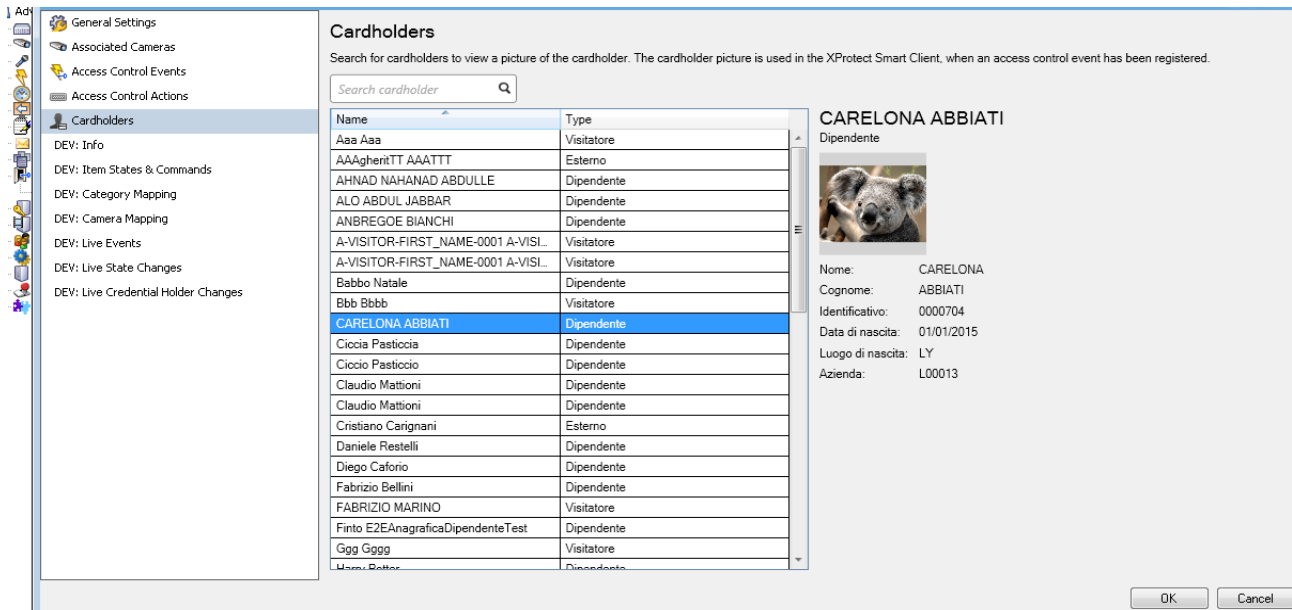 Adv
General Settings
Associated Cameras
Access Control Events
Access Control Actions
Cardholders
DEV: Info
DEV: Item States & Commands
DEV: Category Mapping
DEV: Camera Mapping
DEV: Live Events
DEV: Live State Changes
DEV: Live Credential Holder Changes
Cardholders
Search for cardholders to view a picture of the cardholder. The cardholder picture is used in the XProtect Smart Client, when an access control event has been registered.
Search cardholder
Name Type
Aaa Aaa Visitatore
AAAgheritTT AAATTT Esterno
AHNAD NAHANAD ABDULLE Dipendente
ALO ABDUL JABBAR Dipendente
ANBREGOE BIANCHI Dipendente
A-VISITOR-FIRST_NAME-0001 A-VISI... Visitatore
A-VISITOR-FIRST_NAME-0001 A-VISI... Visitatore
Babbo Natale Dipendente
Bbb Bbbb Visitatore
CARELONA ABBIATI Dipendente
Ciccia Pasticcia Dipendente
Ciccio Pasticcio Dipendente
Claudio Mattioni Dipendente
Claudio Mattioni Dipendente
Cristiano Carignani Esterno
Daniele Restelli Dipendente
Diego Caforio Dipendente
Fabrizio Bellini Dipendente
FABRIZIO MARINO Visitatore
Finto E2EAnagraficaDipendenteTest Dipendente
Ggg Gggg Visitatore
Harry Potter Dipendente
CARELONA ABBIATI
Dipendente
Nome: CARELONA
Cognome: ABBIATI
Identificativo: 0000704
Data di nascita: 01/01/2015
Luogo di nascita: LY
Azienda: L00013
OK Cancel